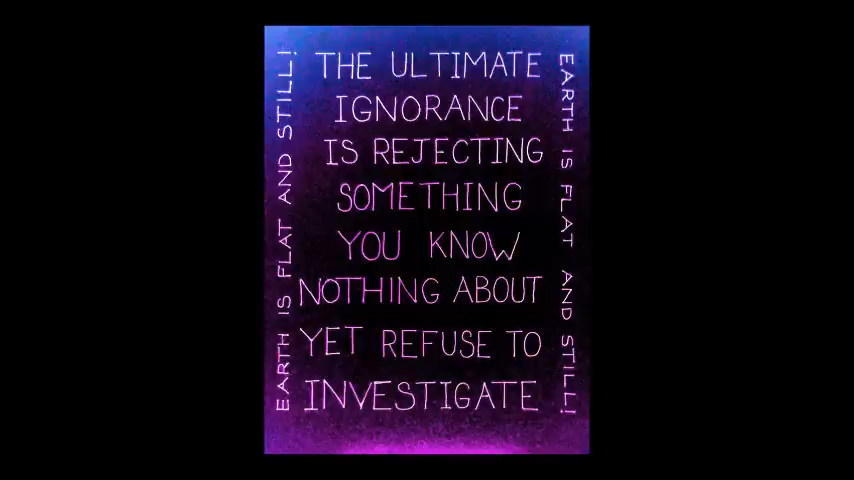 THE ULTIMATE
IGNORANCE
IS REJECTING
SOMETHING
YOU KNOW
NOTHING ABOUT
YET REFUSE TO
INVESTIGATE
EARTH IS FLAT AND STILL!
EARTH IS FLAT AND STILL!